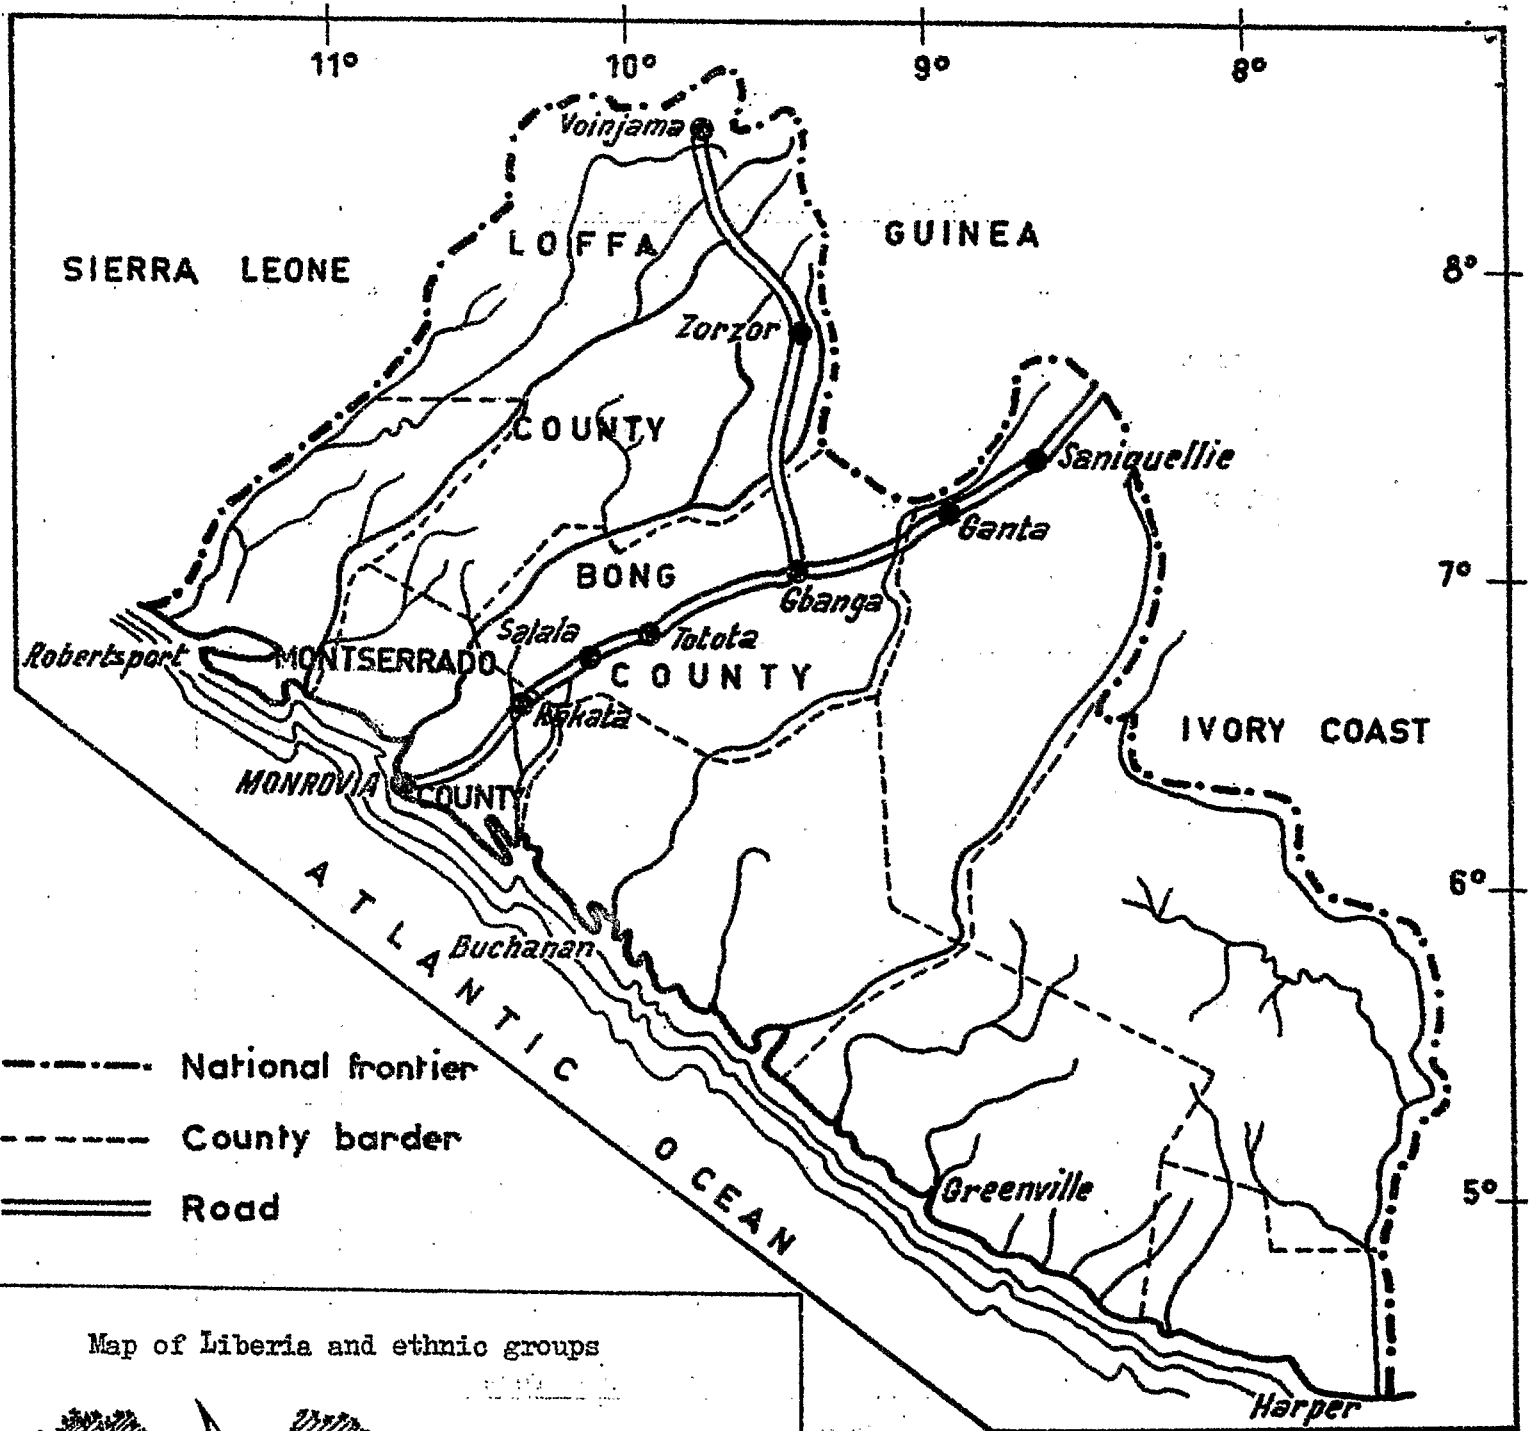 11° 10° 9° 8°
Voinjama
LOFFA
GUINEA
SIERRA LEONE
8°
Zorzor
COUNTY
Saniquellie
Ganta
BONG
7°
Gbanga
Salala
Totota
Robertsport
MONTSERRADO
COUNTY
Kakata
IVORY COAST
MONROVIA
COUNTY
6°
ATLANTIC OCEAN
Buchanan
National frontier
County barder
Road
Greenville
5°
Map of Liberia and ethnic groups
Harper